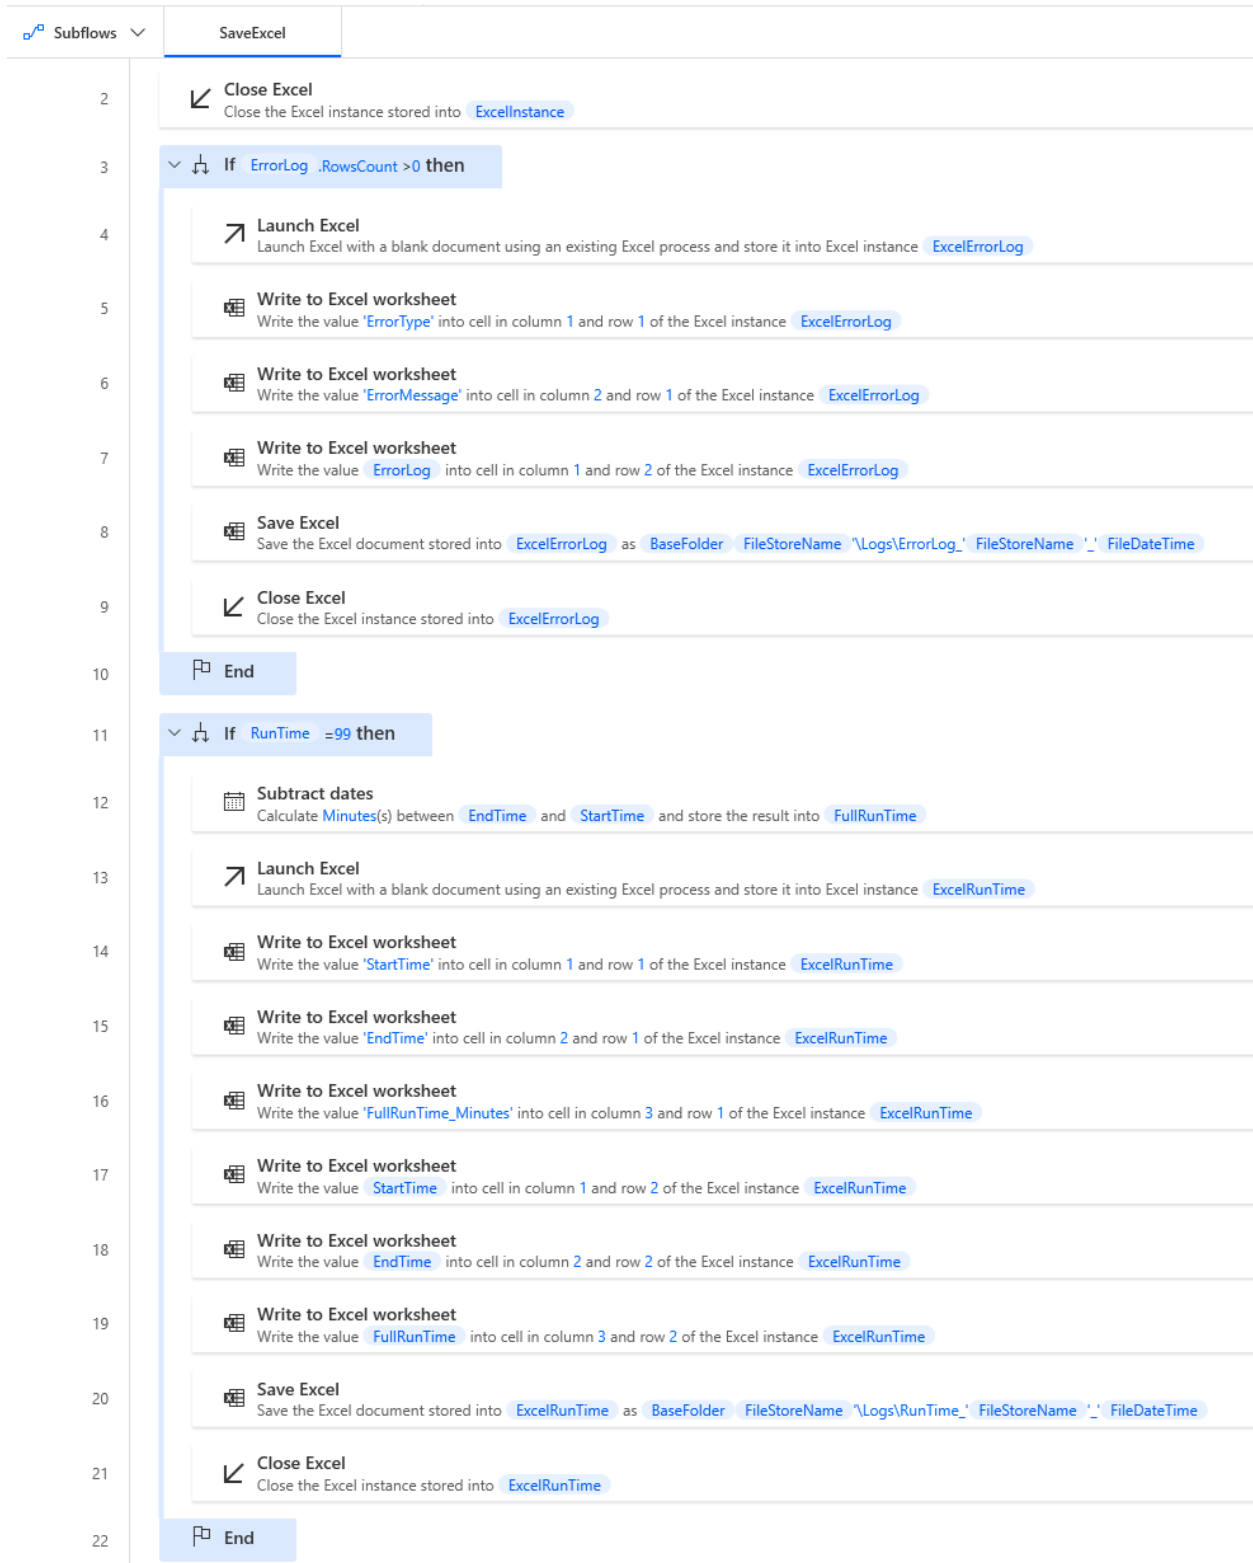 Subflows
SaveExcel
2
Close Excel
Close the Excel instance stored into ExcelInstance
3
If ErrorLog .RowsCount >0 then
4
Launch Excel
Launch Excel with a blank document using an existing Excel process and store it into Excel instance ExcelErrorLog
5
Write to Excel worksheet
Write the value 'ErrorType' into cell in column 1 and row 1 of the Excel instance ExcelErrorLog
6
Write to Excel worksheet
Write the value 'ErrorMessage' into cell in column 2 and row 1 of the Excel instance ExcelErrorLog
7
Write to Excel worksheet
Write the value ErrorLog into cell in column 1 and row 2 of the Excel instance ExcelErrorLog
8
Save Excel
Save the Excel document stored into ExcelErrorLog as BaseFolder FileStoreName '\Logs\ErrorLog_' FileStoreName '_' FileDateTime
9
Close Excel
Close the Excel instance stored into ExcelErrorLog
10
End
11
If RunTime =99 then
12
Subtract dates
Calculate Minutes(s) between EndTime and StartTime and store the result into FullRunTime
13
Launch Excel
Launch Excel with a blank document using an existing Excel process and store it into Excel instance ExcelRunTime
14
Write to Excel worksheet
Write the value 'StartTime' into cell in column 1 and row 1 of the Excel instance ExcelRunTime
15
Write to Excel worksheet
Write the value 'EndTime' into cell in column 2 and row 1 of the Excel instance ExcelRunTime
16
Write to Excel worksheet
Write the value 'FullRunTime_Minutes' into cell in column 3 and row 1 of the Excel instance ExcelRunTime
17
Write to Excel worksheet
Write the value StartTime into cell in column 1 and row 2 of the Excel instance ExcelRunTime
18
Write to Excel worksheet
Write the value EndTime into cell in column 2 and row 2 of the Excel instance ExcelRunTime
19
Write to Excel worksheet
Write the value FullRunTime into cell in column 3 and row 2 of the Excel instance ExcelRunTime
20
Save Excel
Save the Excel document stored into ExcelRunTime as BaseFolder FileStoreName '\Logs\RunTime_' FileStoreName '_' FileDateTime
21
Close Excel
Close the Excel instance stored into ExcelRunTime
22
End